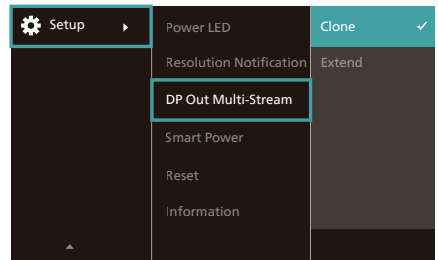 Setup
Power LED
Resolution Notification
DP Out Multi-Stream
Smart Power
Reset
Information
Clone
Extend